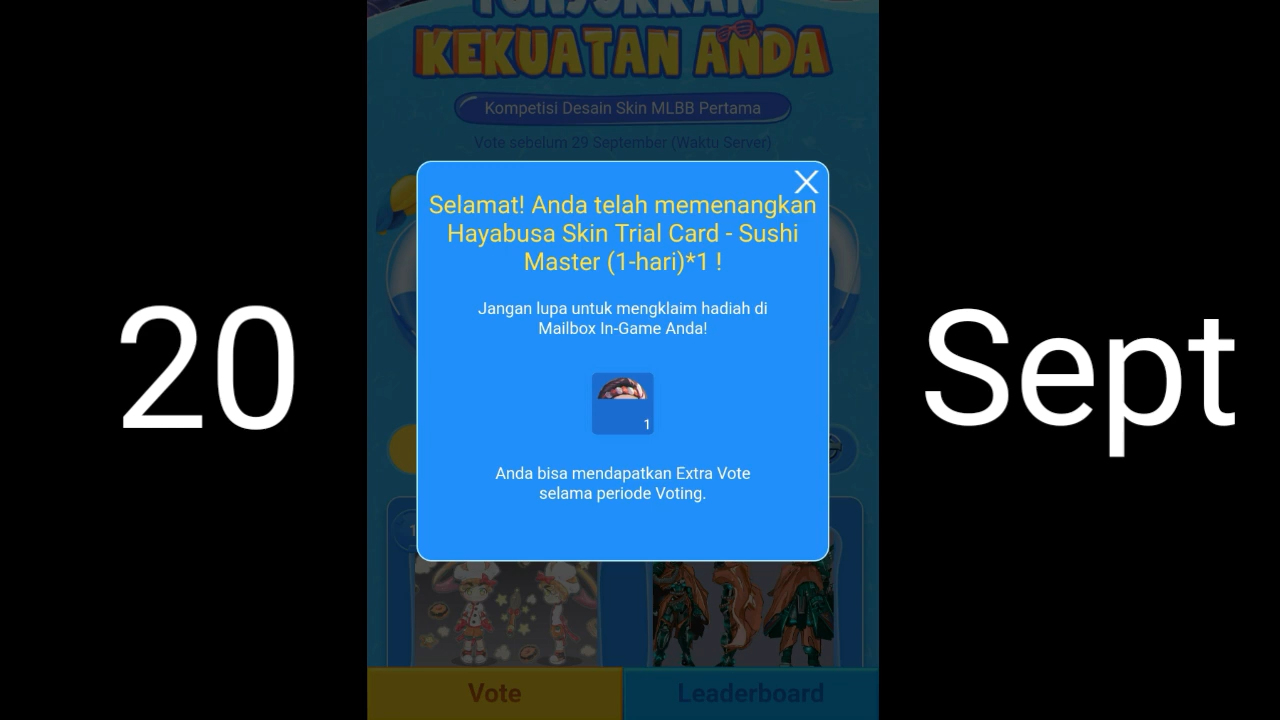 TUNJUKKAN
KEKUATAN ANDA
Kompetisi Desain Skin MLBB Pertama
Vote sebelum 29 September (Waktu Server)
Selamat! Anda telah memenangkan
Hayabusa Skin Trial Card - Sushi
Master (1-hari)*1 !
Jangan lupa untuk mengklaim hadiah di
Mailbox In-Game Anda!
1
Anda bisa mendapatkan Extra Vote
selama periode Voting.
20
Sept
1
Vote
Leaderboard